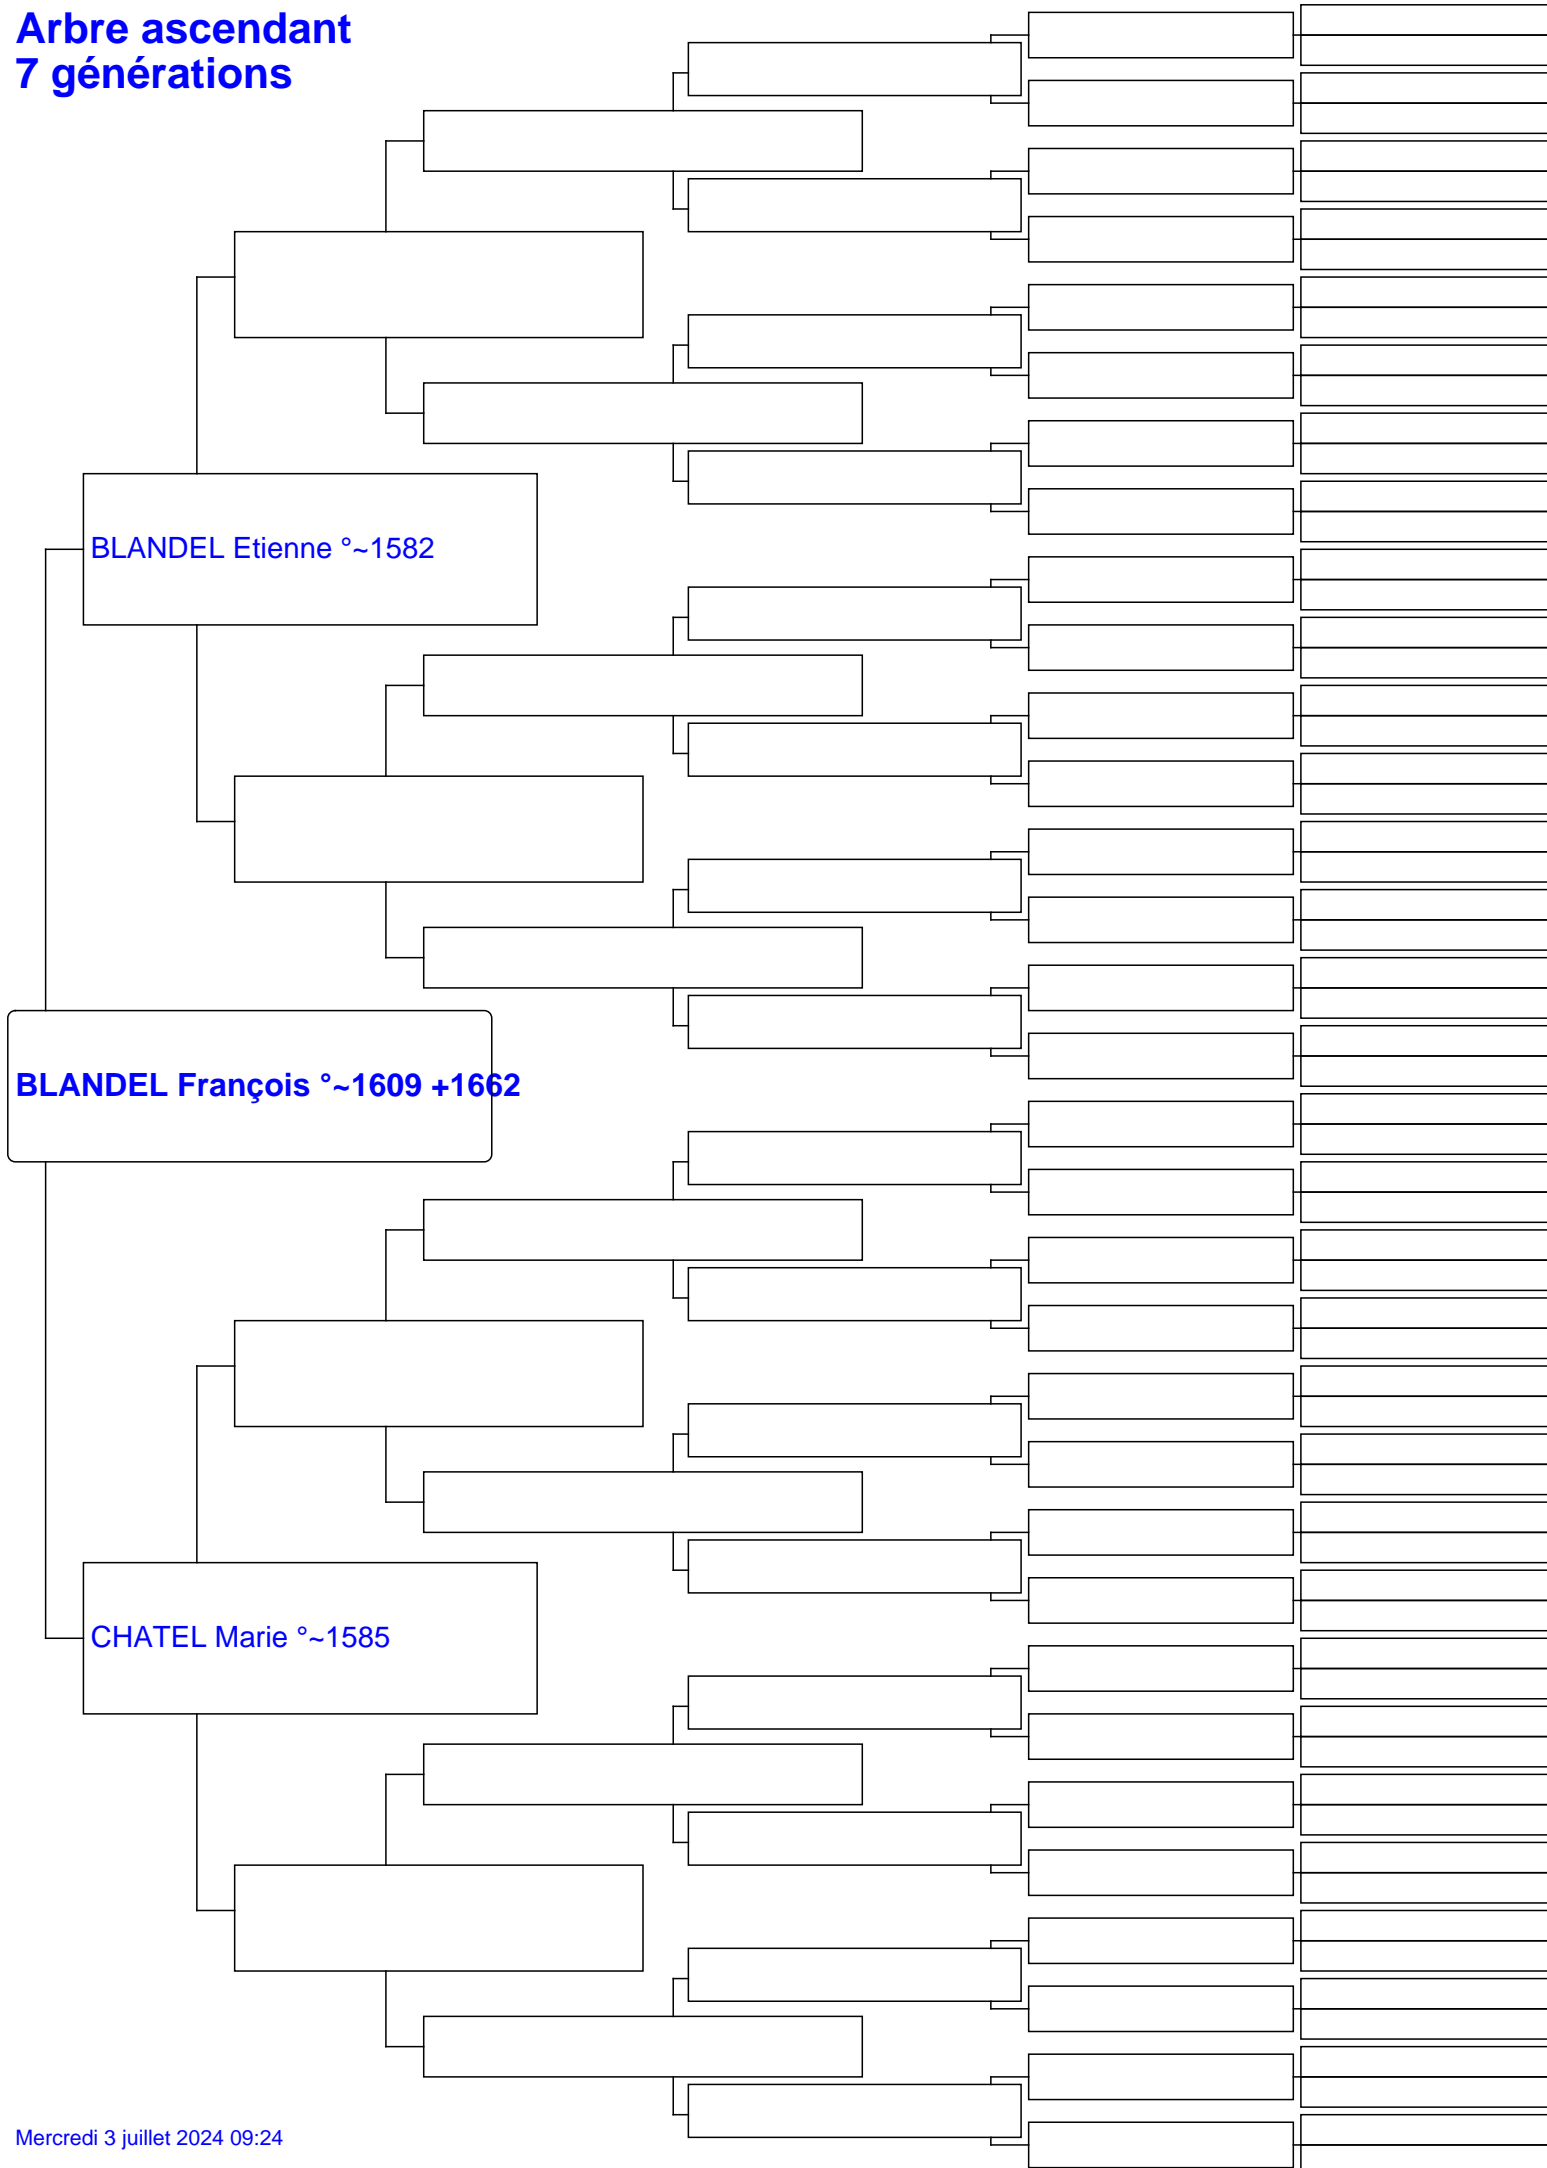 Arbre ascendant
7 générations
BLANDEL Etienne °~1582
BLANDEL François °~1609 +1662
CHATEL Marie °~1585
Mercredi 3 juillet 2024 09:24